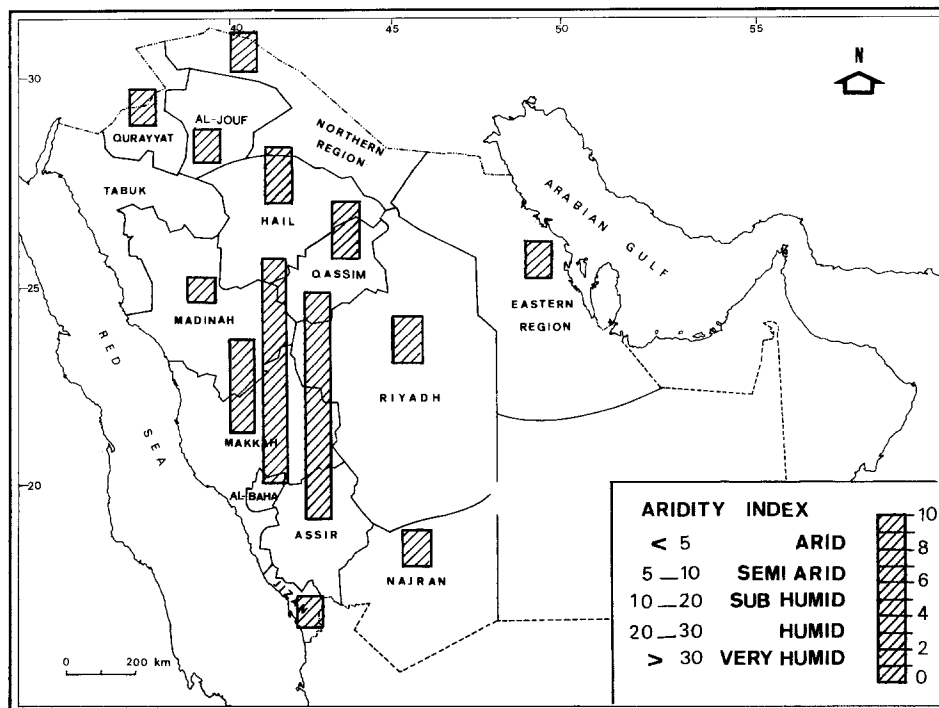 40
50
55
30
25
20
N
QURAYYAT
AL-JOUF
NORTHERN
REGION
TABUK
HAIL
QASSIM
ARABIAN GULF
MADINAH
EASTERN
REGION
RED SEA
RIYADH
MAKKAH
AL-BAHA
ASSIR
NAJRAN
0 200 km
ARIDITY INDEX
< 5 ARID
5—10 SEMI ARID
10—20 SUB HUMID
20—30 HUMID
> 30 VERY HUMID
10
8
6
4
2
0